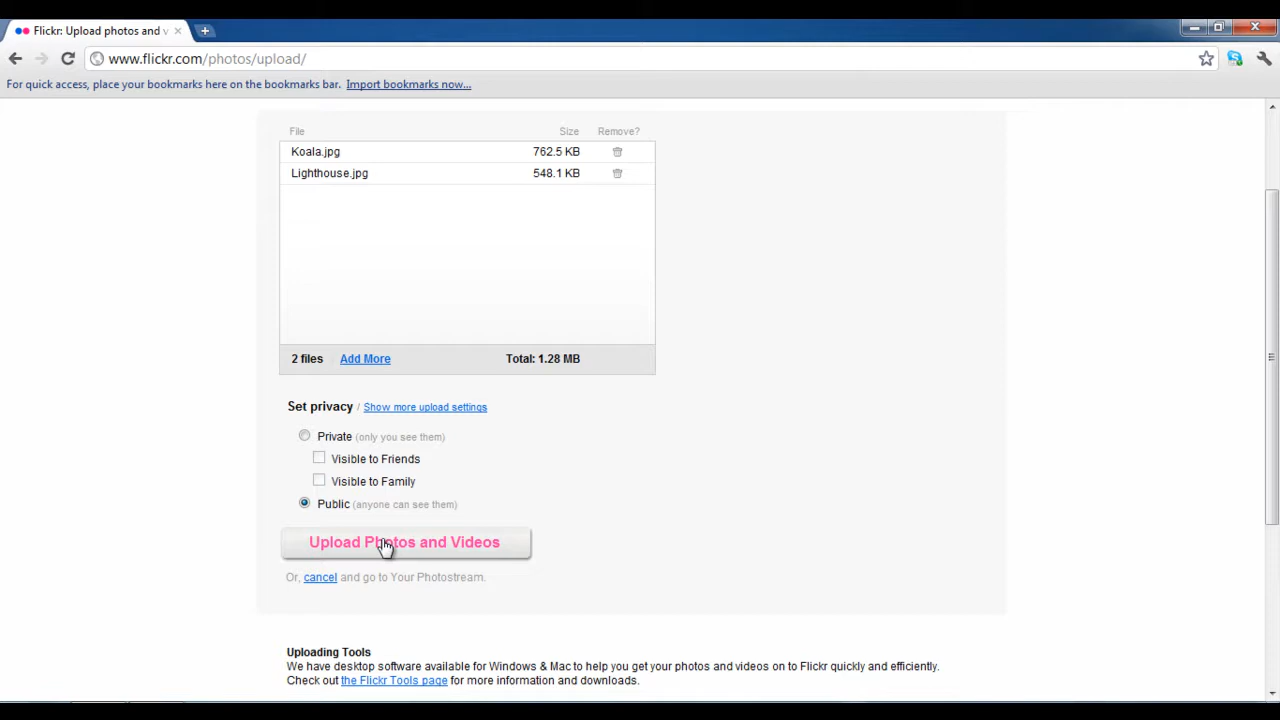 Flickr: Upload photos and v
www.flickr.com/photos/upload/
For quick access, place your bookmarks here on the bookmarks bar. Import bookmarks now...
File Size Remove?
Koala.jpg 762.5 KB
Lighthouse.jpg 548.1 KB
2 files Add More Total: 1.28 MB
Set privacy / Show more upload settings
Private (only you see them)
Visible to Friends
Visible to Family
Public (anyone can see them)
Upload Photos and Videos
Or, cancel and go to Your Photostream.
Uploading Tools
We have desktop software available for Windows & Mac to help you get your photos and videos on to Flickr quickly and efficiently.
Check out the Flickr Tools page for more information and downloads.